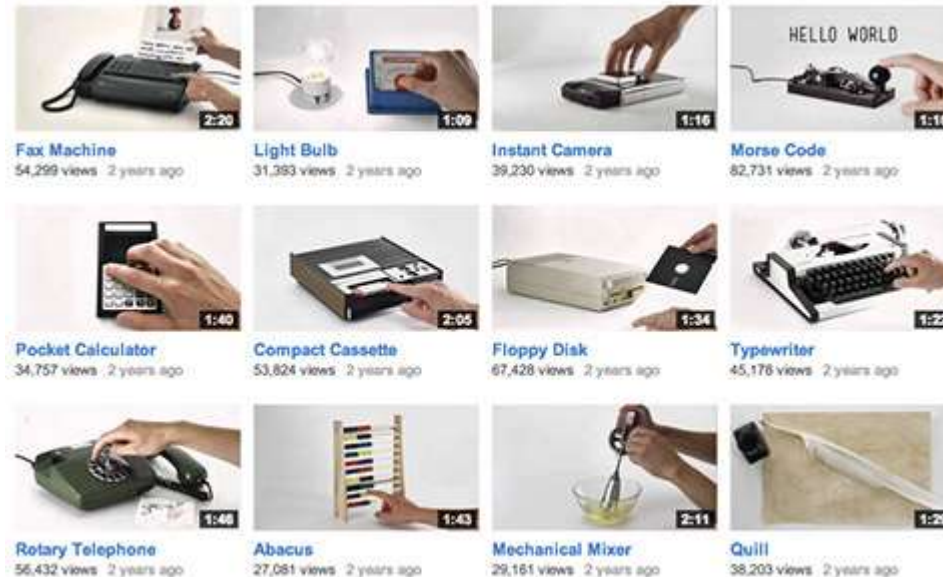 HELLO WORLD
2:20
1:09
1:16
Fax Machine
54,299 views 2 years ago
Light Bulb
31,393 views 2 years ago
Instant Camera
39,230 views 2 years ago
Morse Code
82,731 views 2 years ago
1:40
2:05
1:34
Pocket Calculator
34,757 views 2 years ago
Compact Cassette
53,824 views 2 years ago
Floppy Disk
67,428 views 2 years ago
Typewriter
45,178 views 2 years ago
1:46
1:43
2:11
Rotary Telephone
56,432 views 2 years ago
Abacus
27,081 views 2 years ago
Mechanical Mixer
29,161 views 2 years ago
Quill
38,203 views 2 years ago